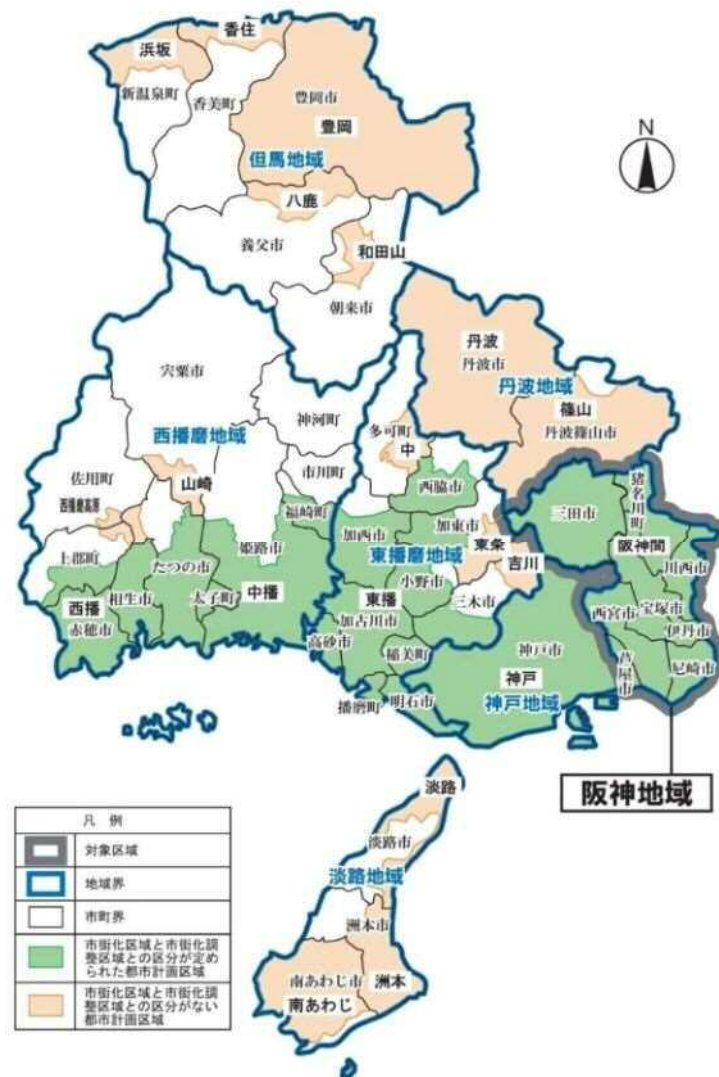 香住
浜坂
新温泉町
香美町
豊岡市
豊岡
但馬地域
N
八鹿
養父市
和田山
朝来市
丹波
丹波市
丹波地域
篠山
丹波篠山市
宍粟市
神河町
西播磨地域
多可町
中
市川町
佐用町
山崎
西播磨高原
西脇市
猪名川町
三田市
福崎町
加西市
加東市
阪神間
上郡町
姫路市
東播磨地域
東条
吉川
川西市
たつの市
小野市
西播
相生市
太子町
中播
東播
三木市
西宮市
宝塚市
赤穂市
加古川市
伊丹市
高砂市
稲美町
神戸市
芦屋市
尼崎市
神戸
神戸地域
播磨町
明石市
阪神地域
淡路
淡路市
淡路地域
洲本市
南あわじ市
洲本
南あわじ
凡 例
対象区域
地域界
市町界
市街化区域と市街化調
整区域との区分が定め
られた都市計画区域
市街化区域と市街化調
整区域との区分がない
都市計画区域